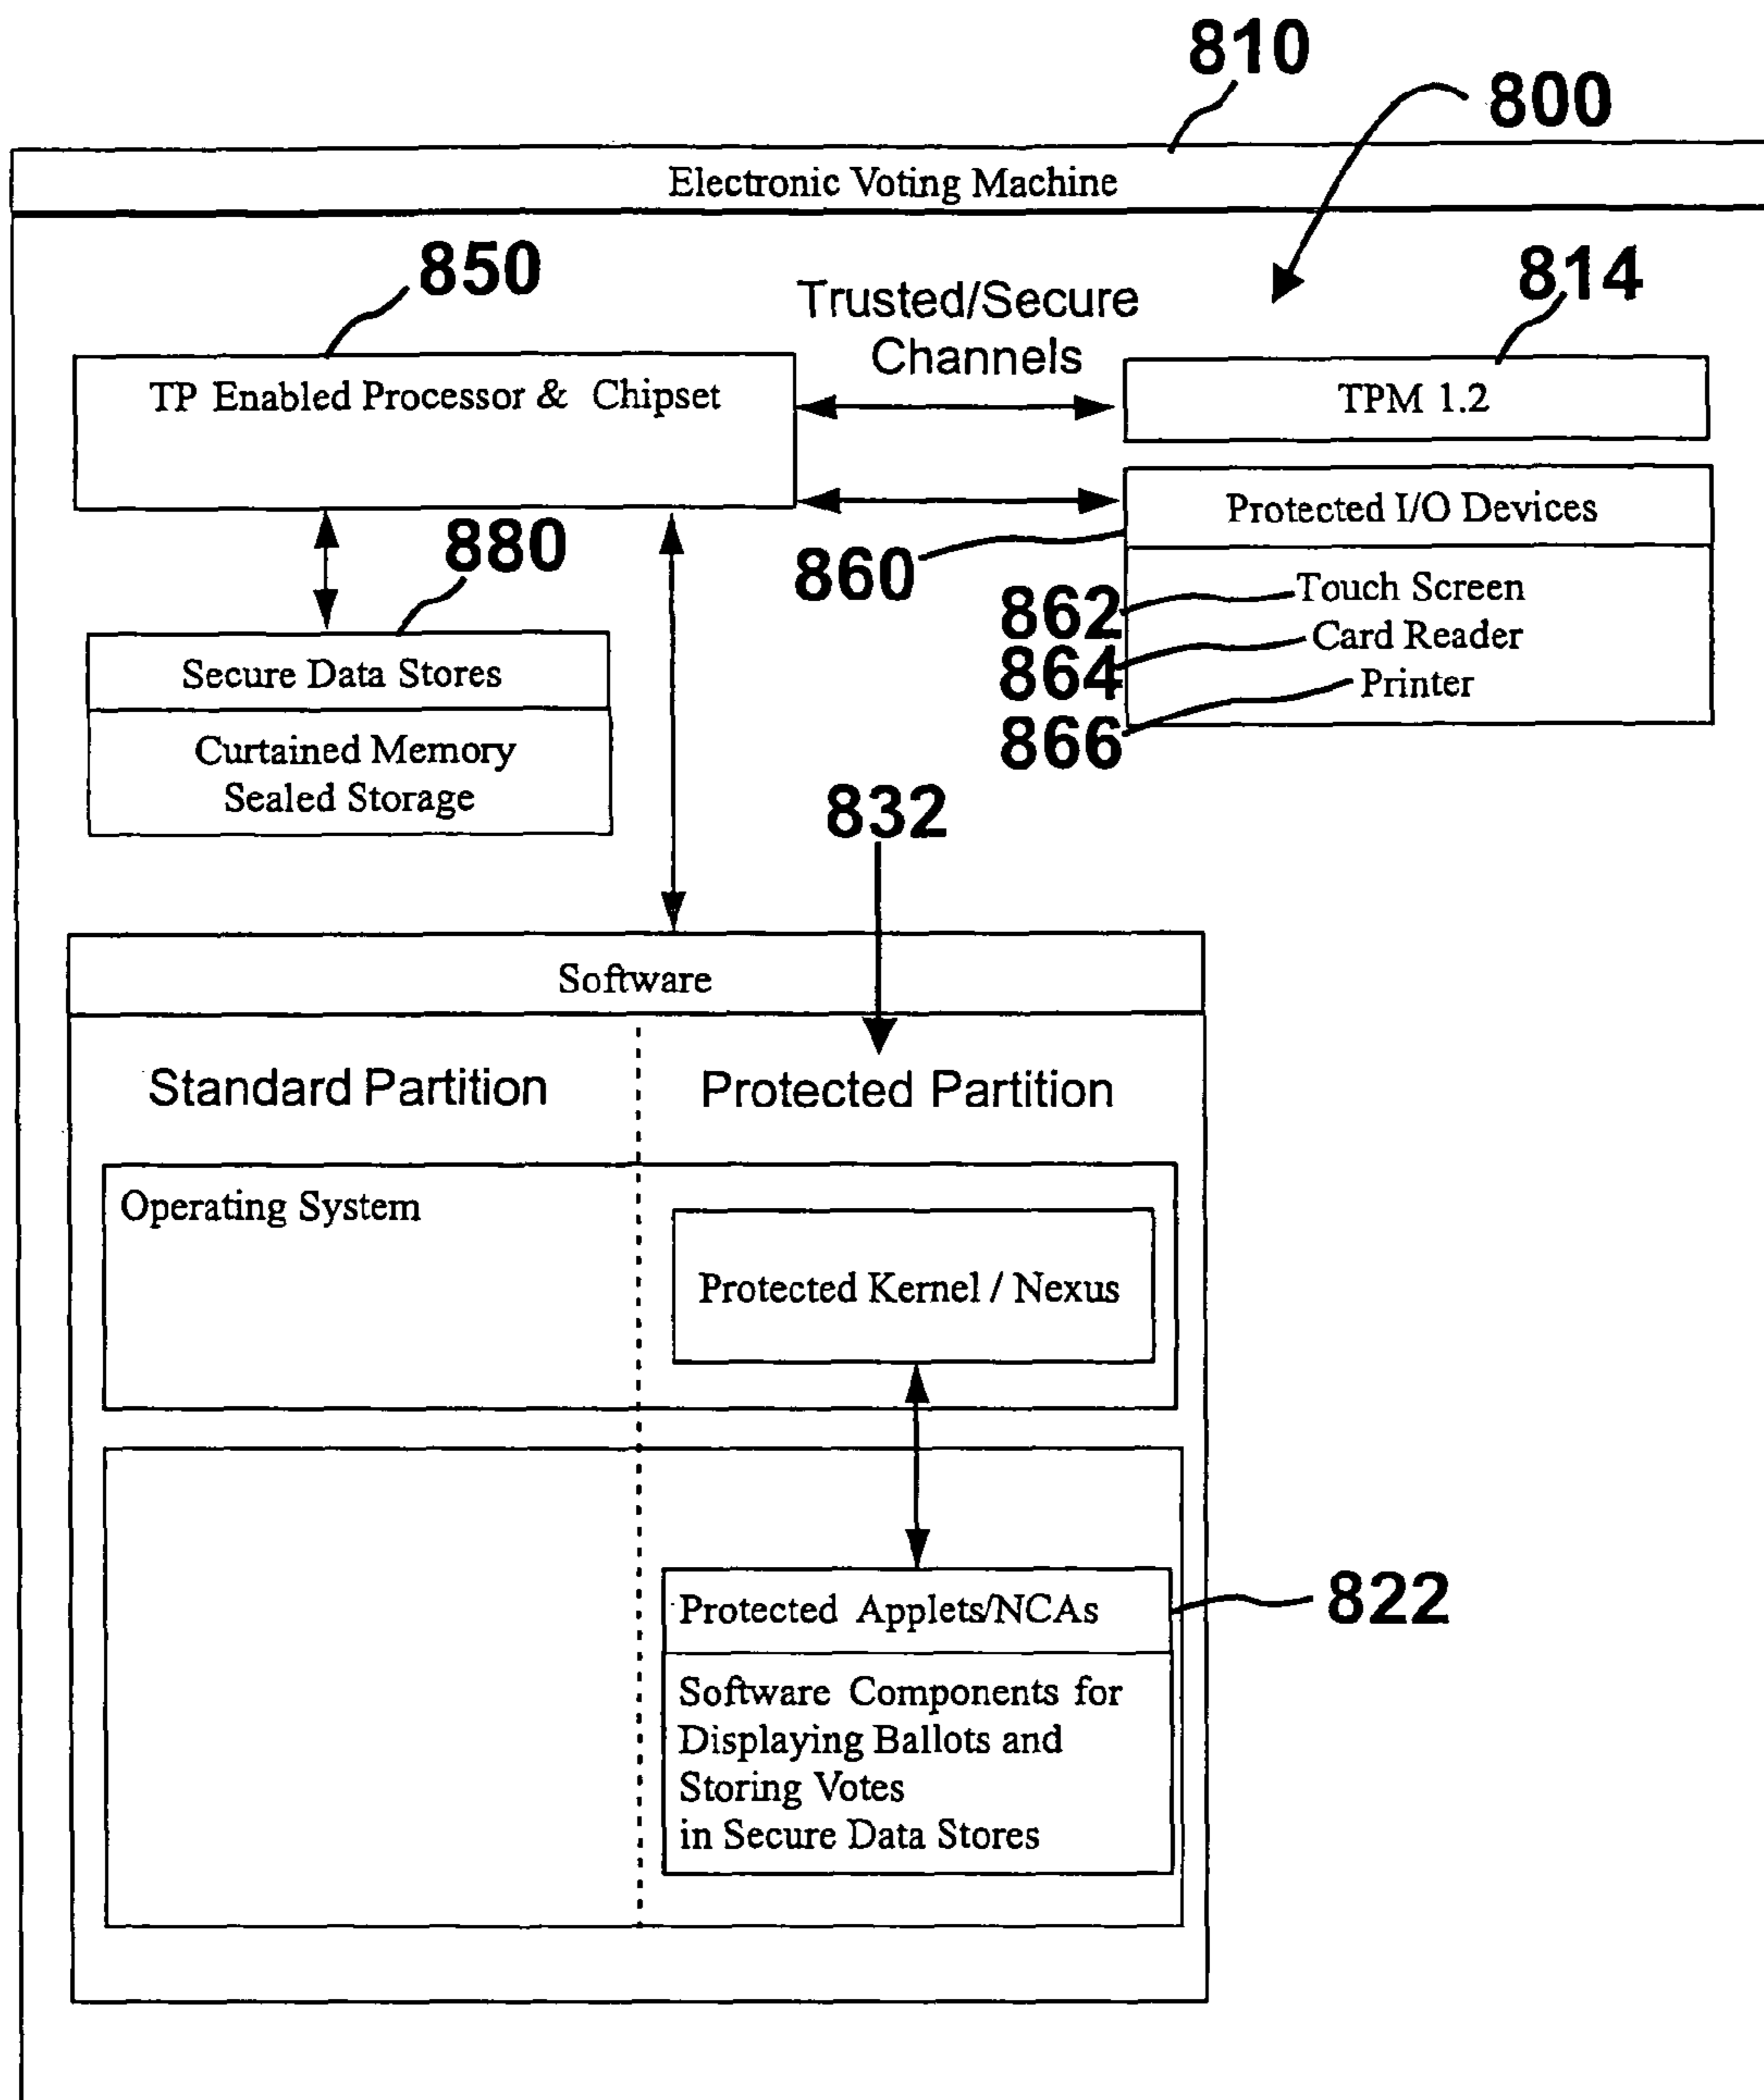 810
800
Electronic Voting Machine
850
Trusted/Secure
Channels
814
TP Enabled Processor & Chipset
TPM 1.2
880
860
Protected I/O Devices
862
Touch Screen
864
Card Reader
866
Printer
Secure Data Stores
Curtained Memory
Sealed Storage
832
Software
Standard Partition
Protected Partition
Operating System
Protected Kernel / Nexus
822
Protected Applets/NCAs
Software Components for
Displaying Ballots and
Storing Votes
in Secure Data Stores